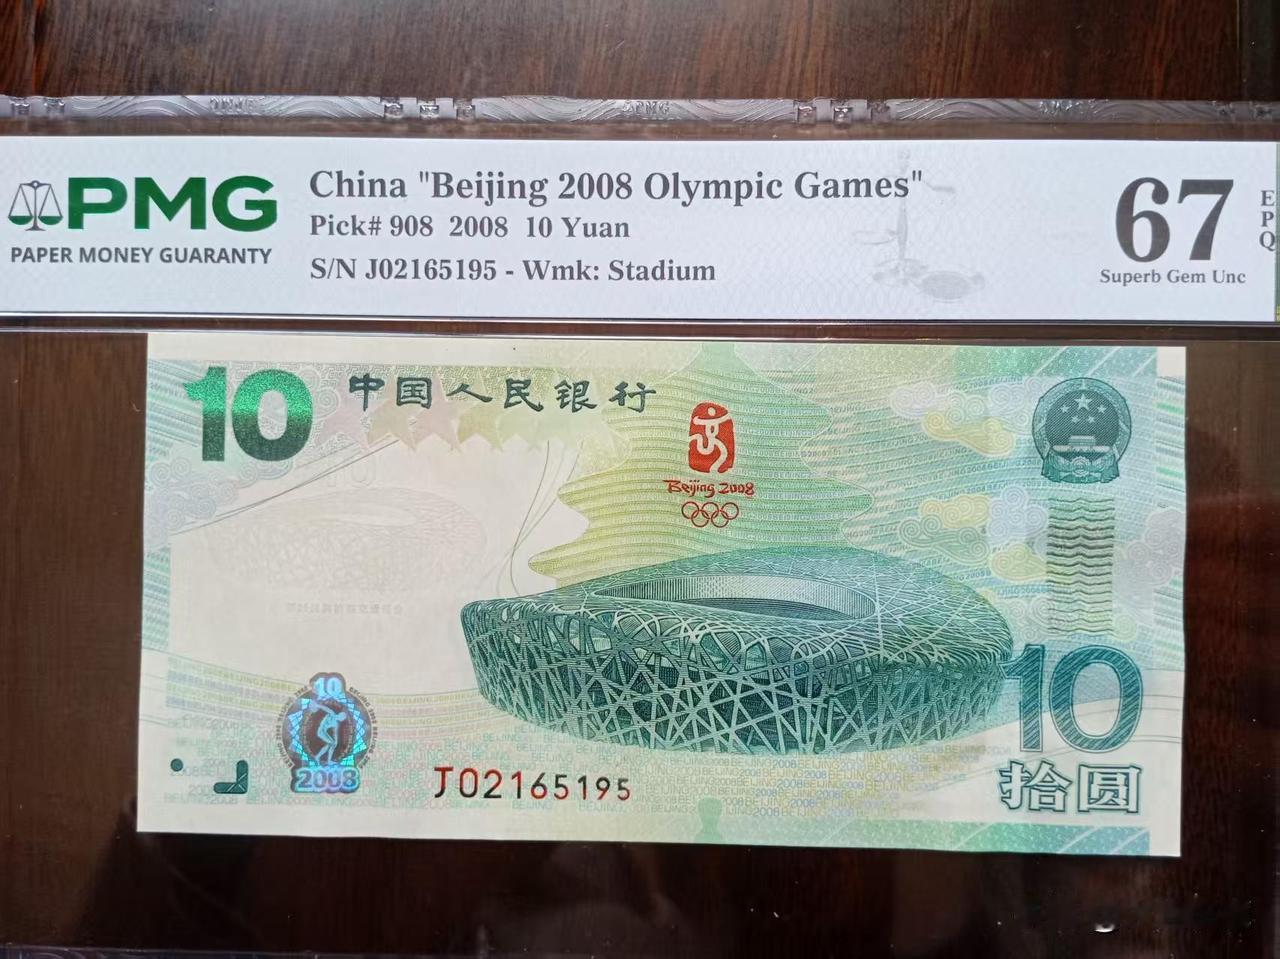 PMG
PAPER MONEY GUARANTY
China "Beijing 2008 Olympic Games"
Pick# 908 2008 10 Yuan
S/N J02165195 - Wmk: Stadium
67
EPQ
Superb Gem Unc
10
中国人民银行
Beijing 2008
10
2008
J02165195
10
拾圆